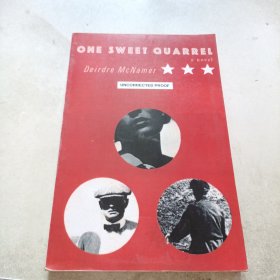 ONE SWEET QUARREL
a novel
Deirdre McNamer
UNCORRECTED PROOF